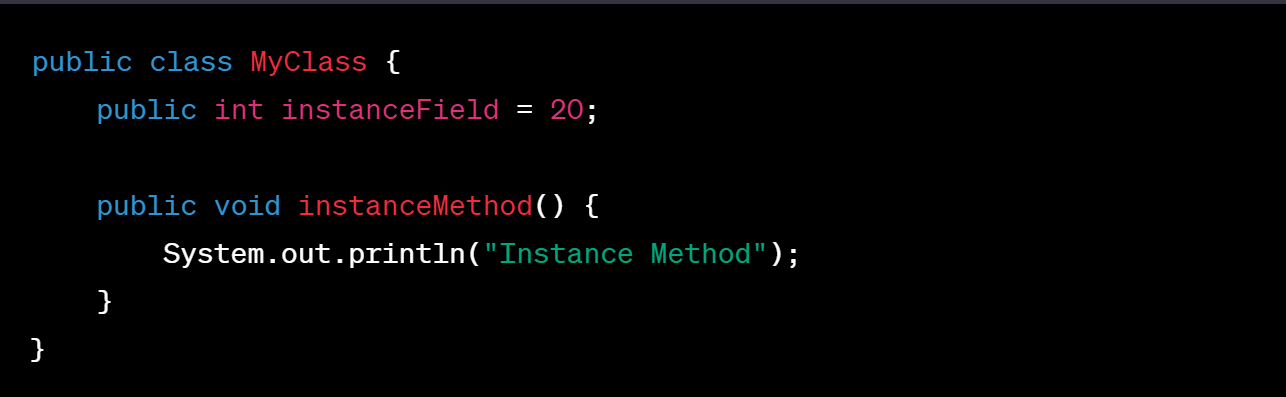 public class MyClass {
    public int instanceField = 20;

    public void instanceMethod() {
        System.out.println("Instance Method");
    }
}